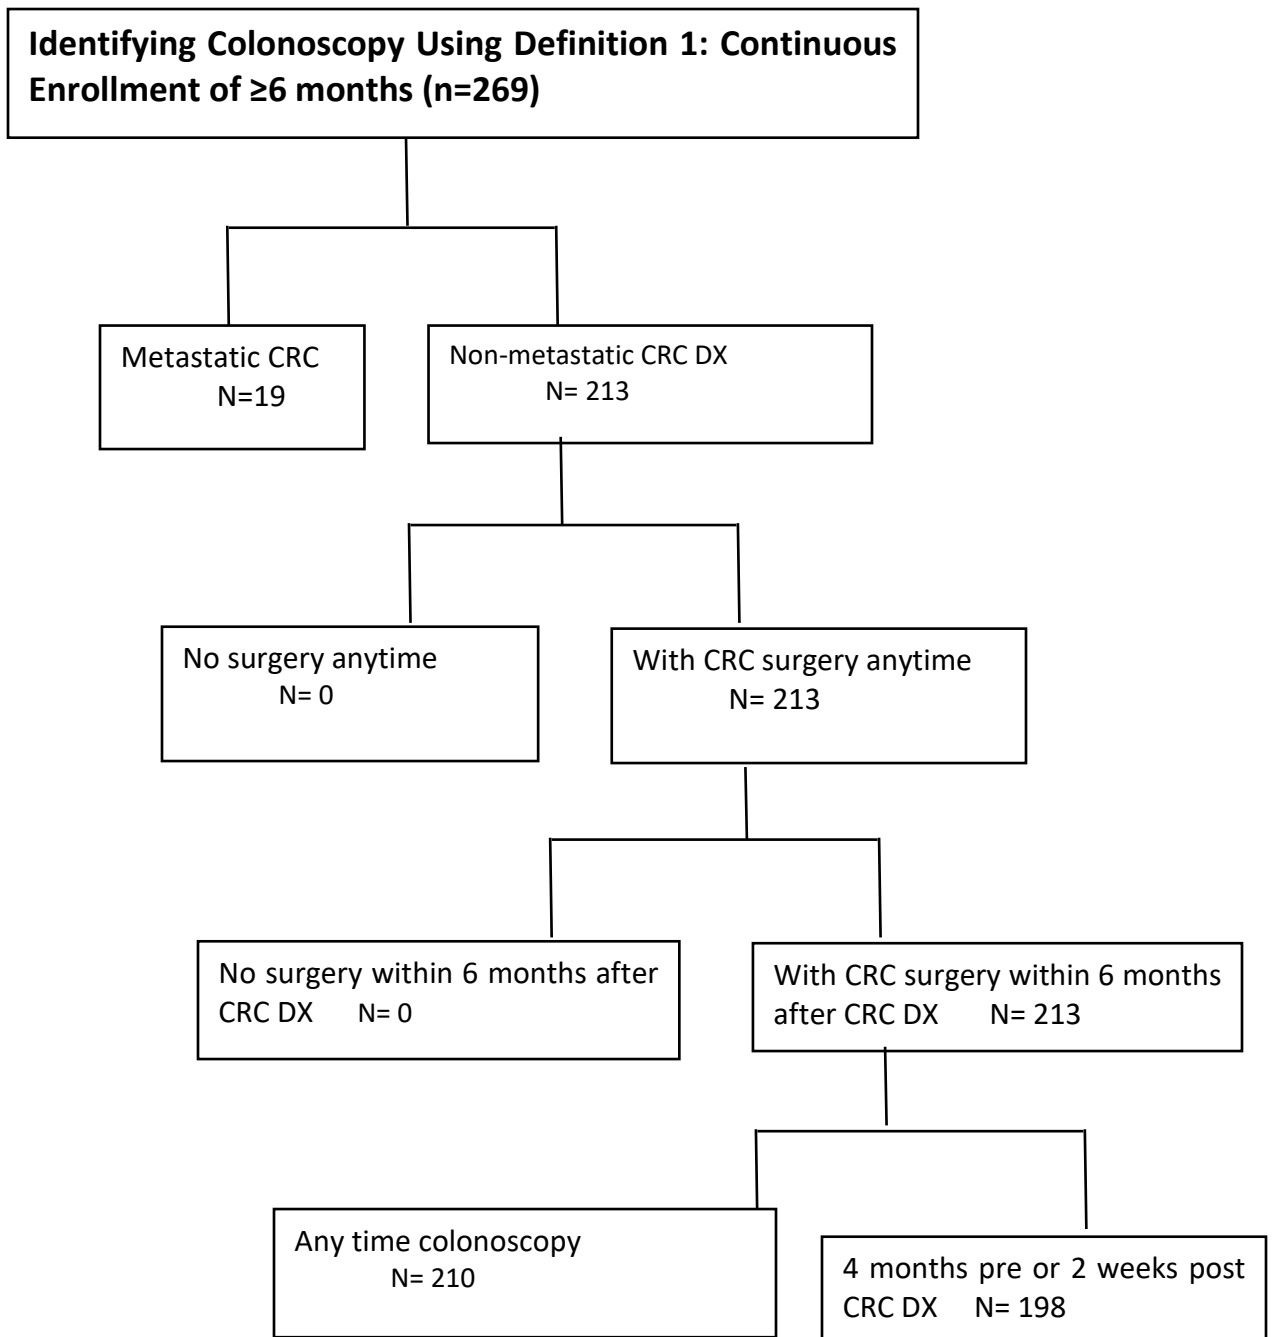 Identifying Colonoscopy Using Definition 1: Continuous
Enrollment of ≥6 months (n=269)
Metastatic CRC
N=19
Non-metastatic CRC DX
N= 213
No surgery anytime
N= 0
With CRC surgery anytime
N= 213
No surgery within 6 months after
CRC DX N= 0
With CRC surgery within 6 months
after CRC DX N= 213
Any time colonoscopy
N= 210
4 months pre or 2 weeks post
CRC DX N= 198